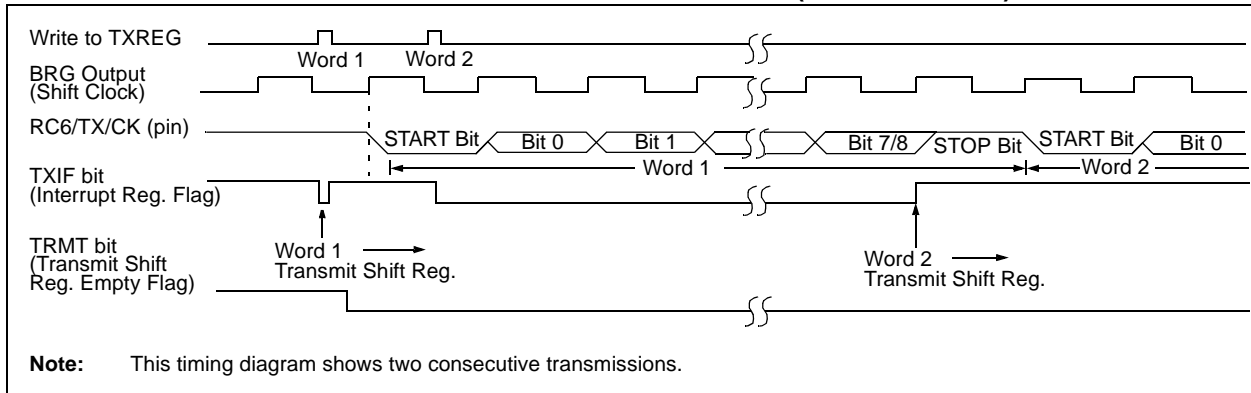 Write to TXREG
Word 1
Word 2
BRG Output
(Shift Clock)
RC6/TX/CK (pin)
START Bit
Bit 0
Bit 1
Bit 7/8
STOP Bit
START Bit
Bit 0
Word 1
Word 2
TXIF bit
(Interrupt Reg. Flag)
Word 1
Transmit Shift Reg.
Word 2
Transmit Shift Reg.
TRMT bit
(Transmit Shift
Reg. Empty Flag)
Note: This timing diagram shows two consecutive transmissions.